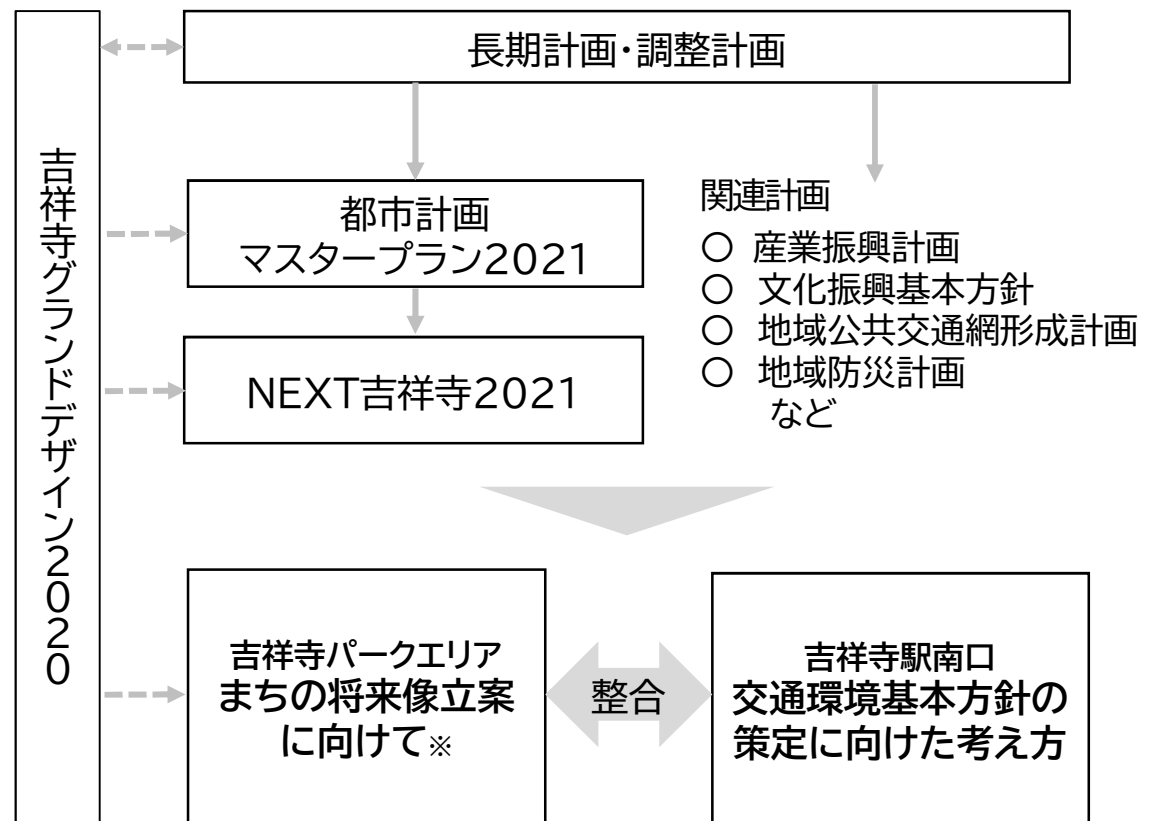 長期計画・調整計画
吉祥寺グランドデザイン2020
都市計画
マスタープラン2021
NEXT吉祥寺2021
関連計画
〇 産業振興計画
〇 文化振興基本方針
〇 地域公共交通網形成計画
〇 地域防災計画
など
吉祥寺パークエリア
まちの将来像立案
に向けて※
整合
吉祥寺駅南口
交通環境基本方針の
策定に向けた考え方